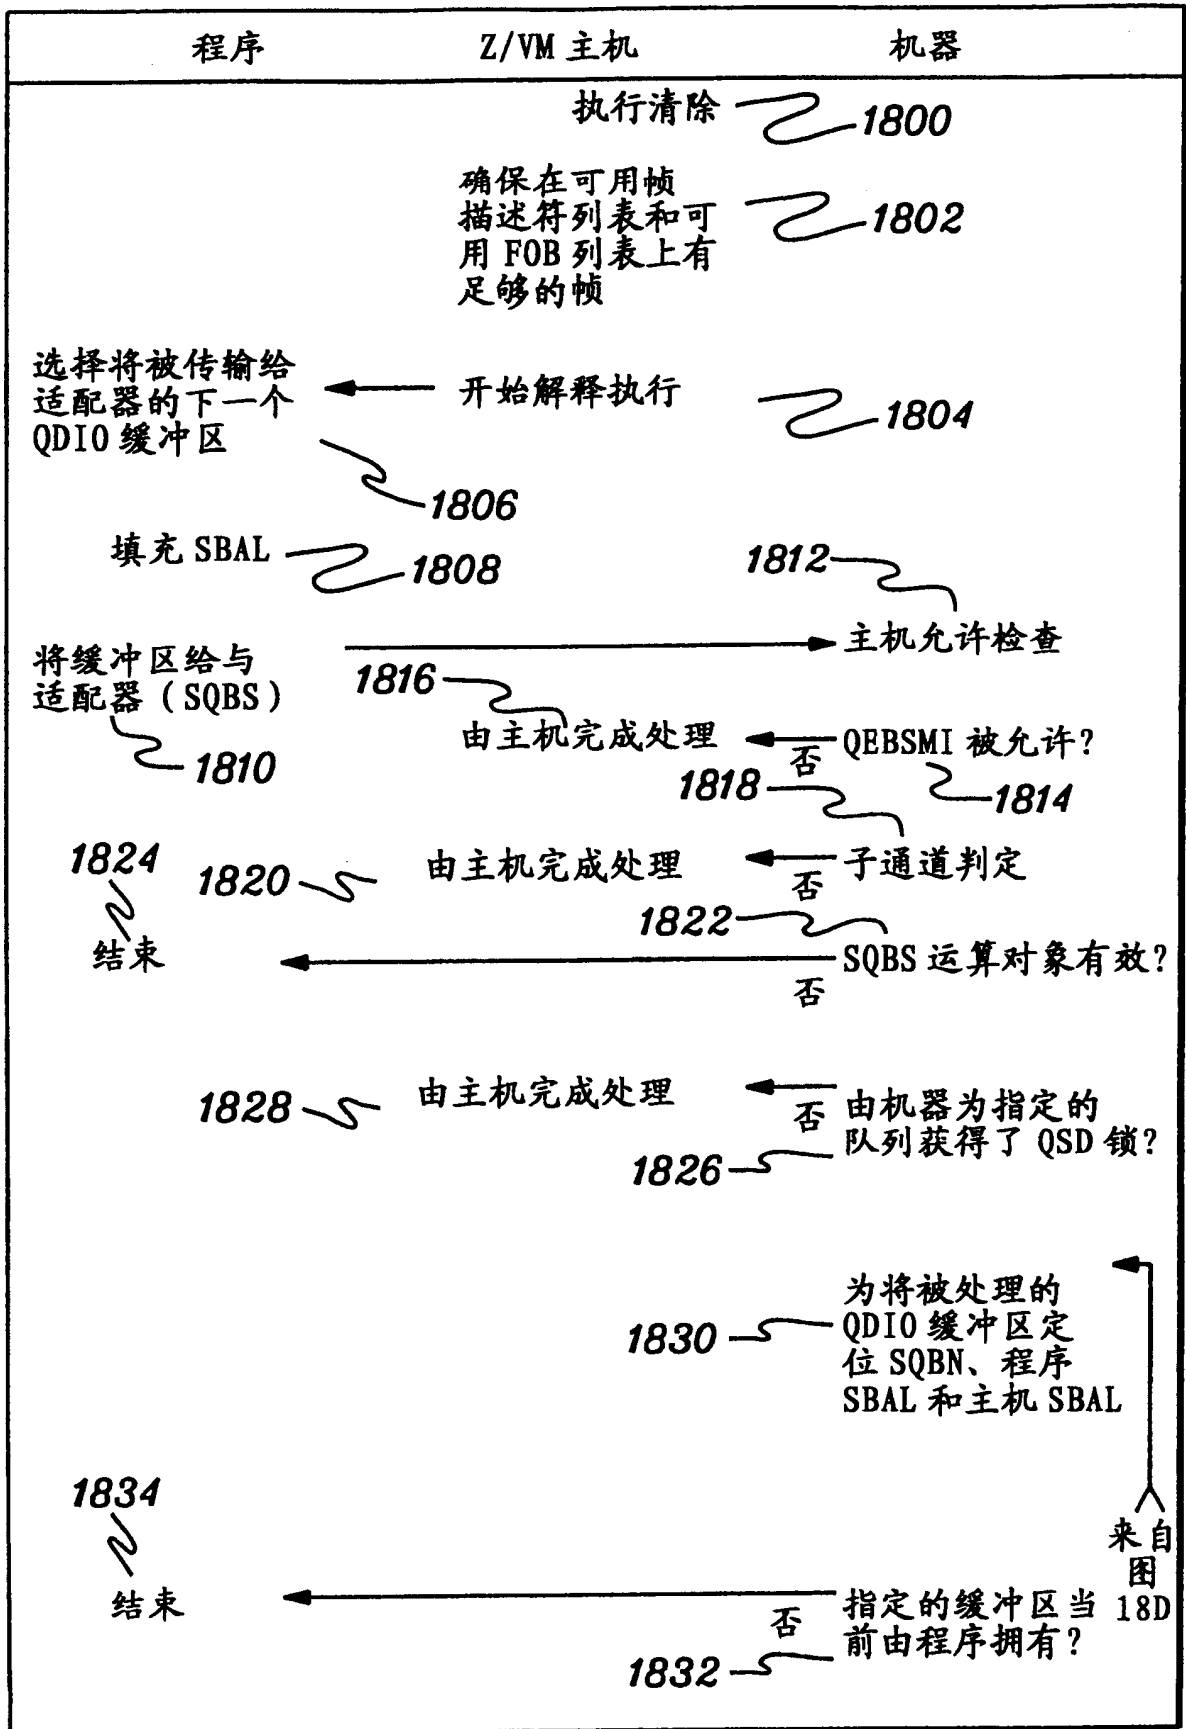 程序
Z/VM 主机
机器
执行清除
1800
确保在可用帧
描述符列表和可
用 FOB 列表上有
足够的帧
1802
选择将被传输给
适配器的下一个
QDIO 缓冲区
开始解释执行
1804
1806
填充 SBAL
1808
1812
主机允许检查
将缓冲区给与
适配器（SQBS）
1816
1810
由主机完成处理
否
QEBSMI 被允许?
1818
1814
1824
1820
由主机完成处理
否
子通道判定
1822
结束
否
SQBS 运算对象有效?
1828
由主机完成处理
否
由机器为指定的
队列获得了 QSD 锁?
1826
为将被处理的
QDIO 缓冲区定
位 SQBN、程序
SBAL 和主机 SBAL
1830
1834
来自
图
18D
结束
否
指定的缓冲区当
前由程序拥有?
1832